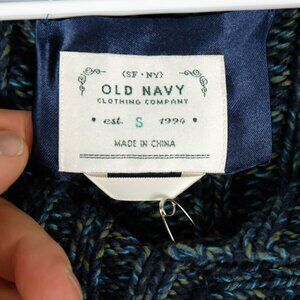 {SF · NY}
OLD NAVY
CLOTHING COMPANY
• est. S 1994 •
MADE IN CHINA